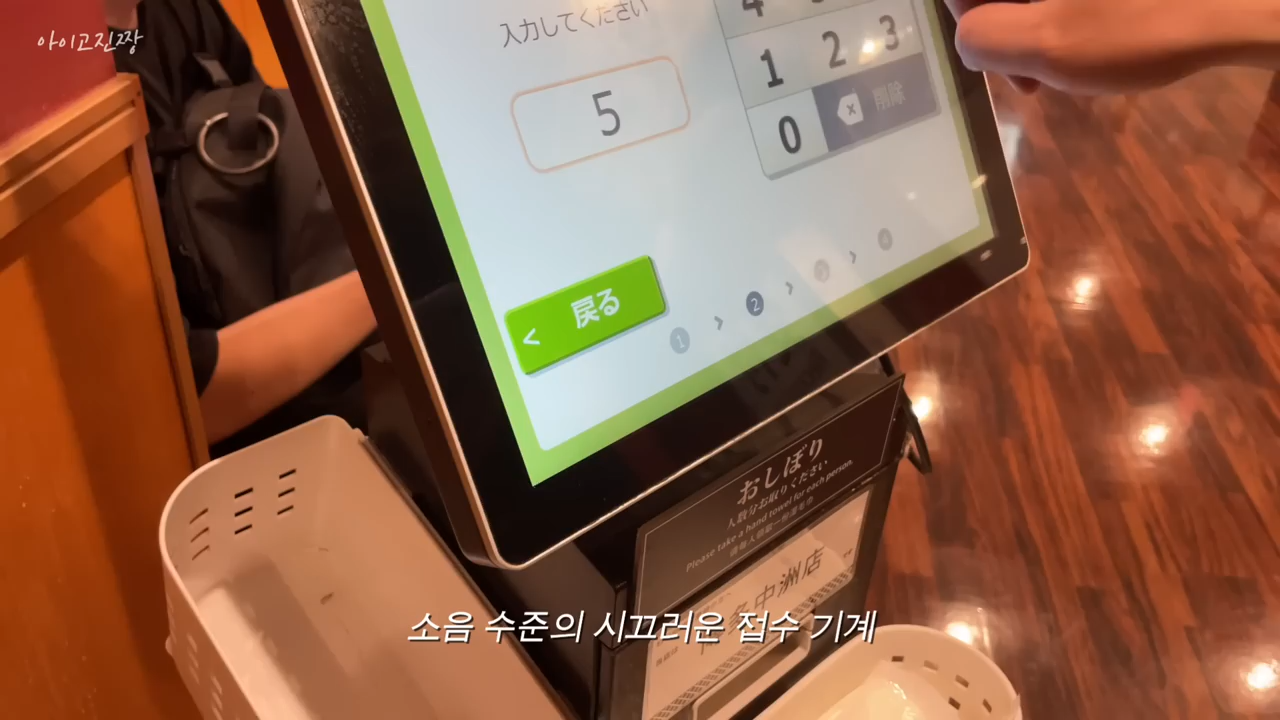 아이고진짱
入力してください
5
1 2 3
0 削除
< 戻る
1 > 2 >
おしぼり
人数分お取りください
Please take a hand towel for each person.
多中洲店
소음 수준의 시끄러운 접수 기계